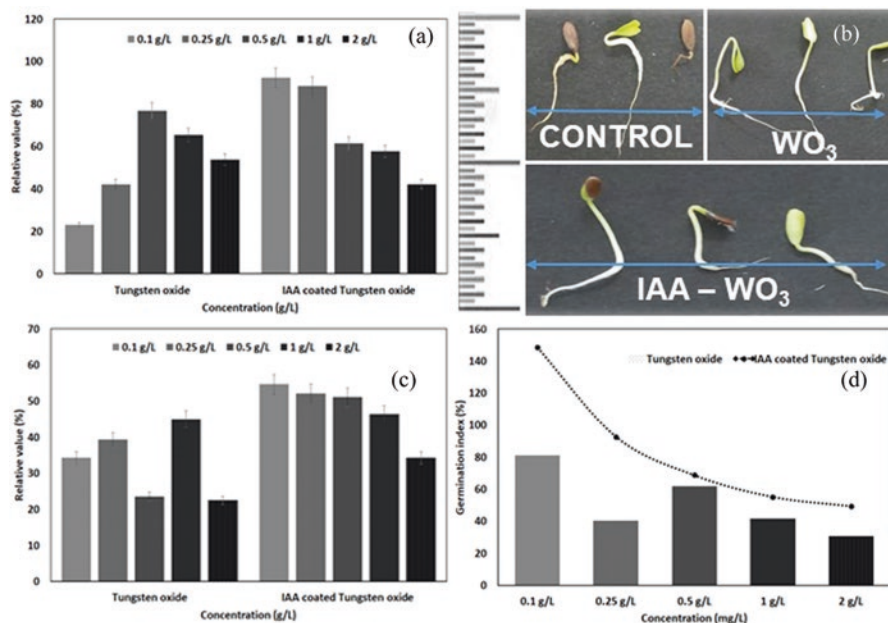 120
100
80
60
40
20
0
Relative value (%)
0.1 g/L 0.25 g/L 0.5 g/L 1 g/L 2 g/L
(a)
Tungsten oxide IAA coated Tungsten oxide
Concentration (g/L)
(b)
CONTROL
WO3
IAA – WO3
70
60
50
40
30
20
10
0
Relative value (%)
0.1 g/L 0.25 g/L 0.5 g/L 1 g/L 2 g/L
(c)
Tungsten oxide IAA coated Tungsten oxide
Concentration (g/L)
160
140
120
100
80
60
40
20
0
Germination index (%)
Tungsten oxide IAA coated Tungsten oxide
(d)
0.1 g/L 0.25 g/L 0.5 g/L 1 g/L 2 g/L
Concentration (mg/L)